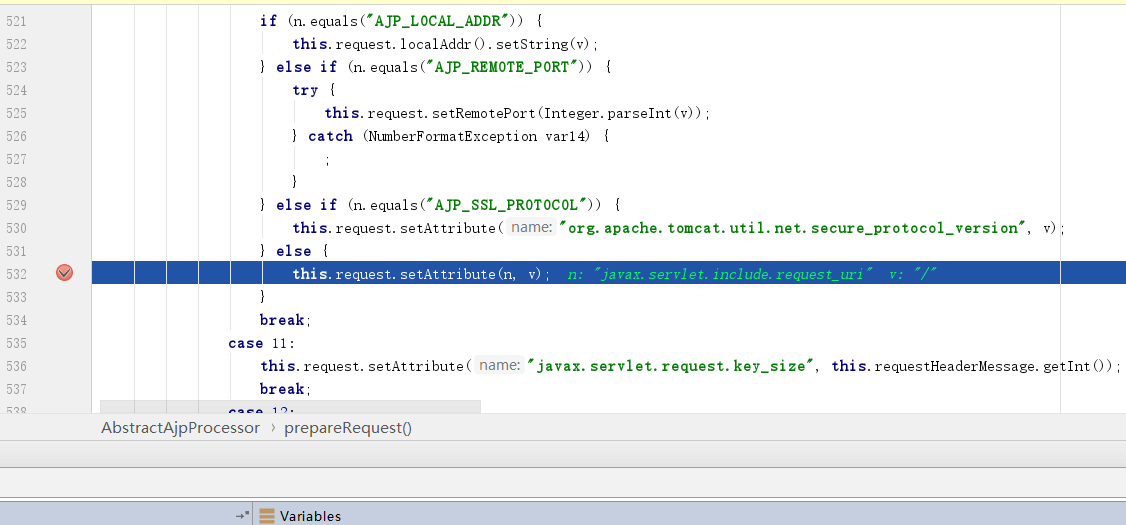 521 if (n.equals("AJP_LOCAL_ADDR")) {
522 this.request.localAddr().setString(v);
523 } else if (n.equals("AJP_REMOTE_PORT")) {
524 try {
525 this.request.setRemotePort(Integer.parseInt(v));
526 } catch (NumberFormatException var14) {
527 ;
528 }
529 } else if (n.equals("AJP_SSL_PROTOCOL")) {
530 this.request.setAttribute( name: "org.apache.tomcat.util.net.secure_protocol_version", v);
531 } else {
532 this.request.setAttribute(n, v); n: "javax.servlet.include.request_uri" v: "/"
533 }
534 break;
535 case 11:
536 this.request.setAttribute( name: "javax.servlet.request.key_size", this.requestHeaderMessage.getInt());
537 break;
538 case 12:
AbstractAjpProcessor › prepareRequest()
Variables